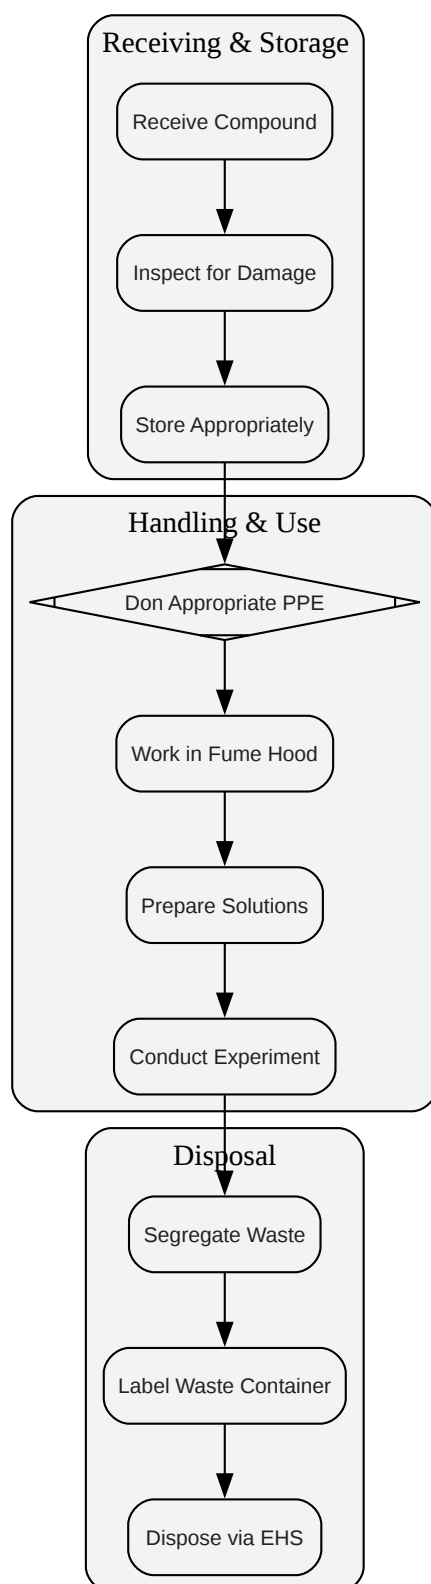 Receiving & Storage
Receive Compound
Inspect for Damage
Store Appropriately
Handling & Use
Don Appropriate PPE
Work in Fume Hood
Prepare Solutions
Conduct Experiment
Disposal
Segregate Waste
Label Waste Container
Dispose via EHS